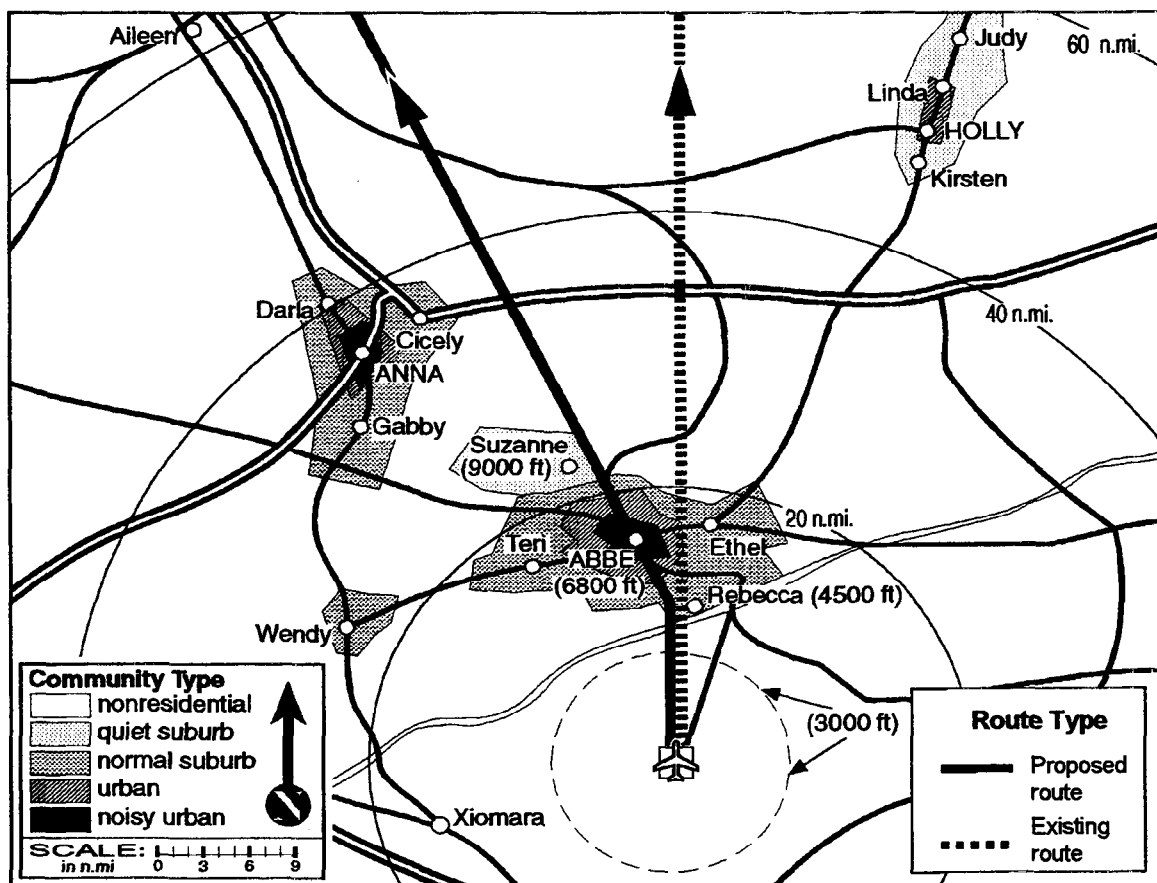 Aileen
Judy
60 n.mi.
Linda
HOLLY
Kirsten
Darla
Cicely
40 n.mi.
ANNA
Gabby
Suzanne
(9000 ft)
20 n.mi.
Teri
ABBE
(6800 ft)
Ethel
Rebecca (4500 ft)
Wendy
(3000 ft)
Xiomara
Community Type
nonresidential
quiet suburb
normal suburb
urban
noisy urban
SCALE:
in n.mi
0 3 6 9
Route Type
Proposed
route
Existing
route